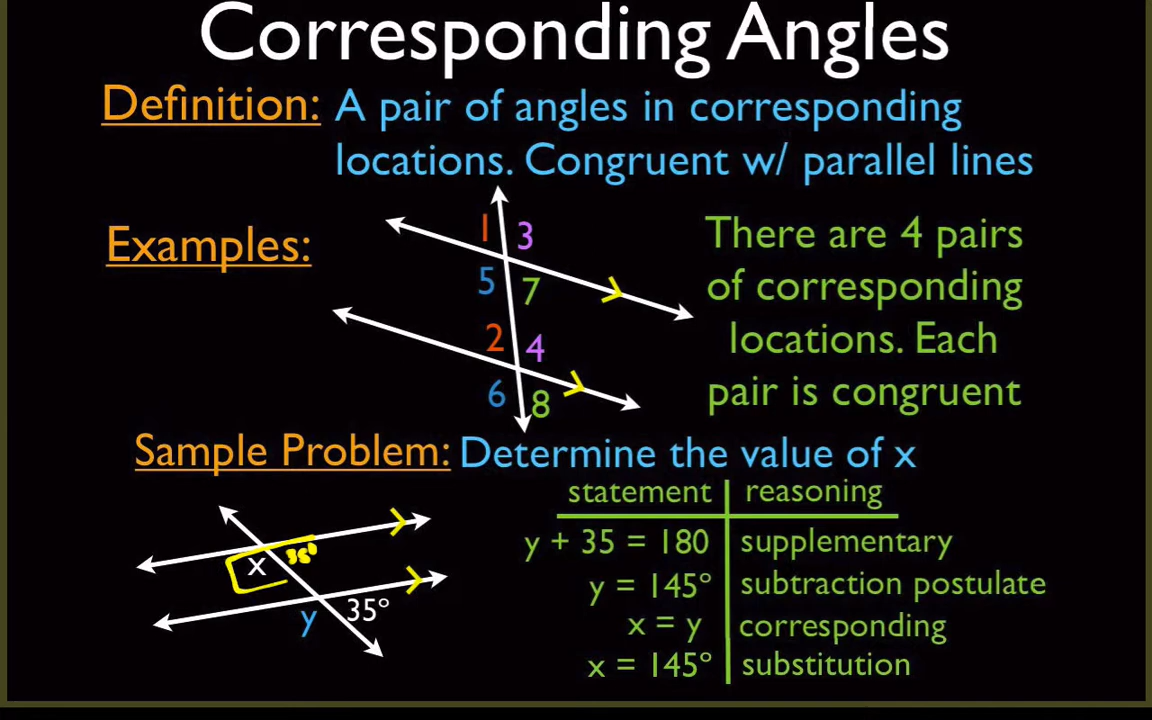 Corresponding Angles
Definition: A pair of angles in corresponding
locations. Congruent w/ parallel lines
Examples:
1 3
5 7
2 4
6 8
There are 4 pairs
of corresponding
locations. Each
pair is congruent
Sample Problem: Determine the value of x
x 35°
y 35°
statement reasoning
y + 35 = 180 supplementary
y = 145° subtraction postulate
x = y corresponding
x = 145° substitution